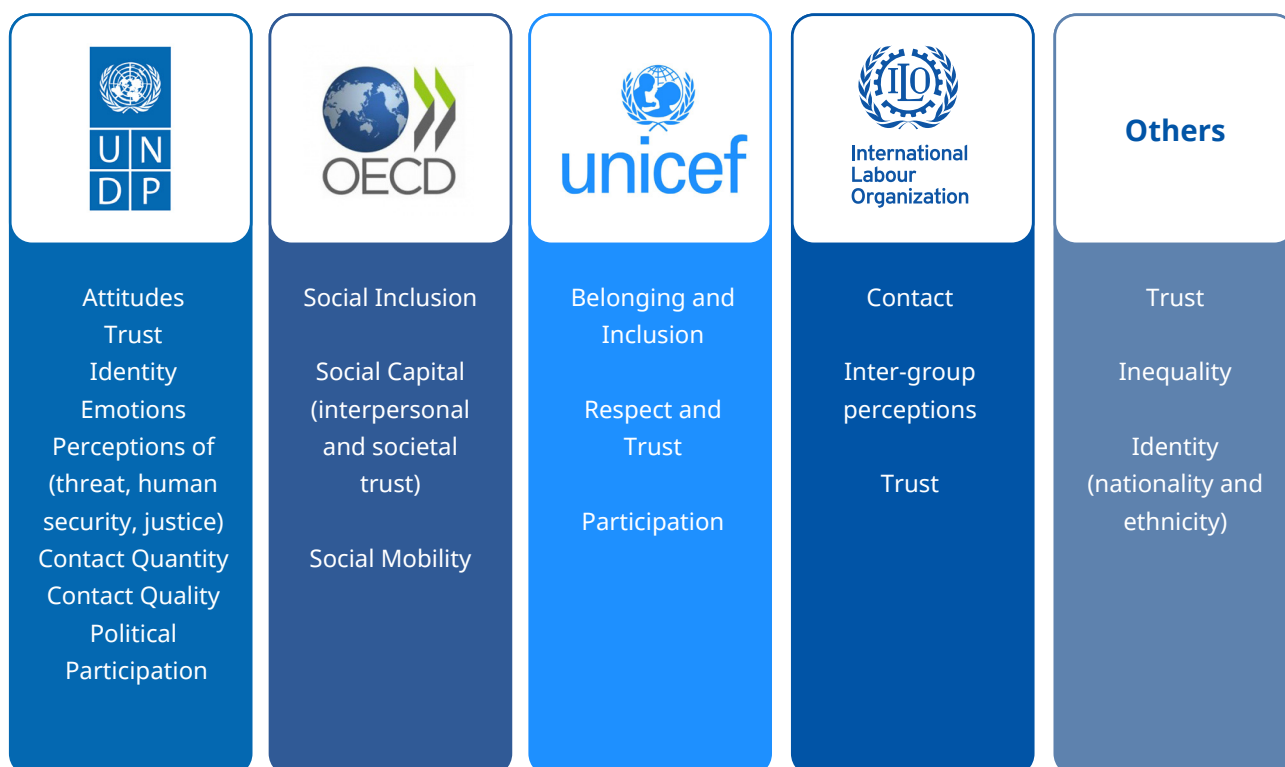 U N
D P
Attitudes
Trust
Identity
Emotions
Perceptions of
(threat, human
security, justice)
Contact Quantity
Contact Quality
Political
Participation
OECD
Social Inclusion
Social Capital
(interpersonal
and societal
trust)
Social Mobility
unicef
Belonging and
Inclusion
Respect and
Trust
Participation
ILO
International
Labour
Organization
Contact
Inter-group
perceptions
Trust
Others
Trust
Inequality
Identity
(nationality and
ethnicity)